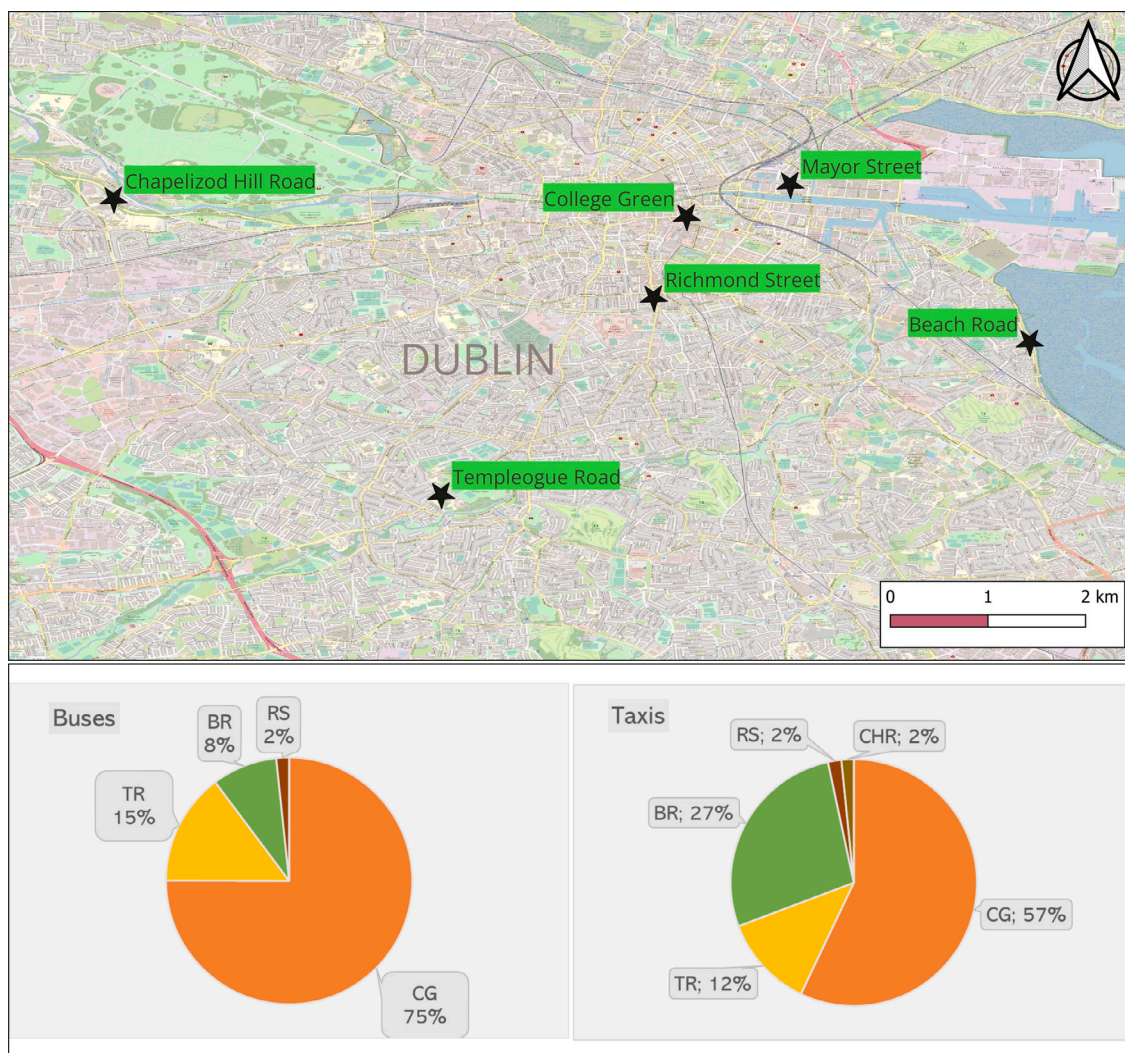 Chapelizod Hill Road
Mayor Street
College Green
Richmond Street
Beach Road
DUBLIN
Templeogue Road
0 1 2 km
Buses
BR
8%
RS
2%
TR
15%
CG
75%
Taxis
RS; 2%
CHR; 2%
BR; 27%
CG; 57%
TR; 12%